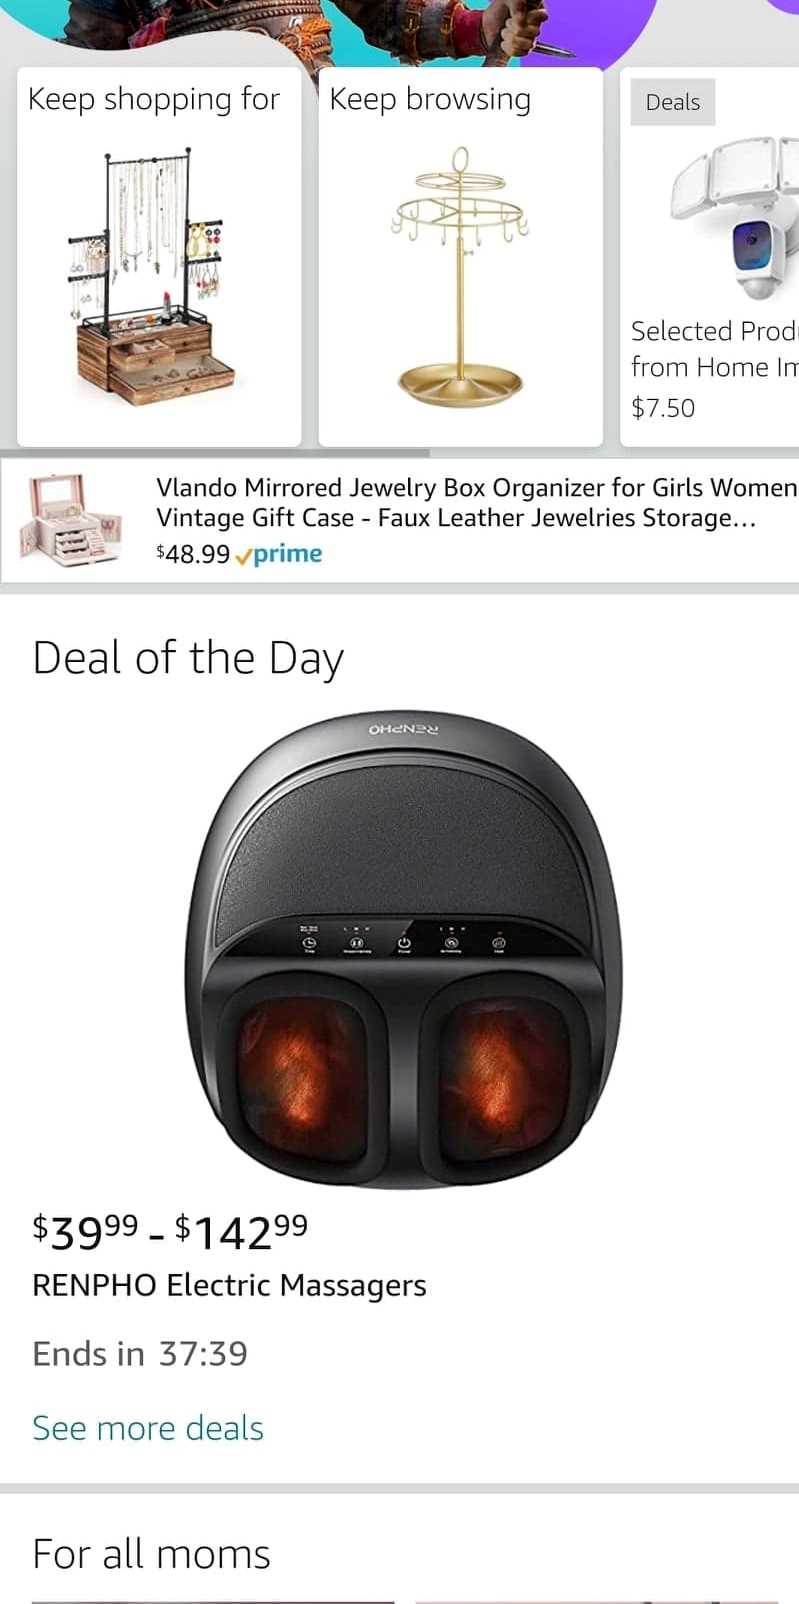 Keep shopping for
Keep browsing
Deals
Selected Prod
from Home Im
$7.50
Vlando Mirrored Jewelry Box Organizer for Girls Women
Vintage Gift Case - Faux Leather Jewelries Storage...
$48.99 prime
Deal of the Day
RENPHO
$39.99 - $142.99
RENPHO Electric Massagers
Ends in 37:39
See more deals
For all moms